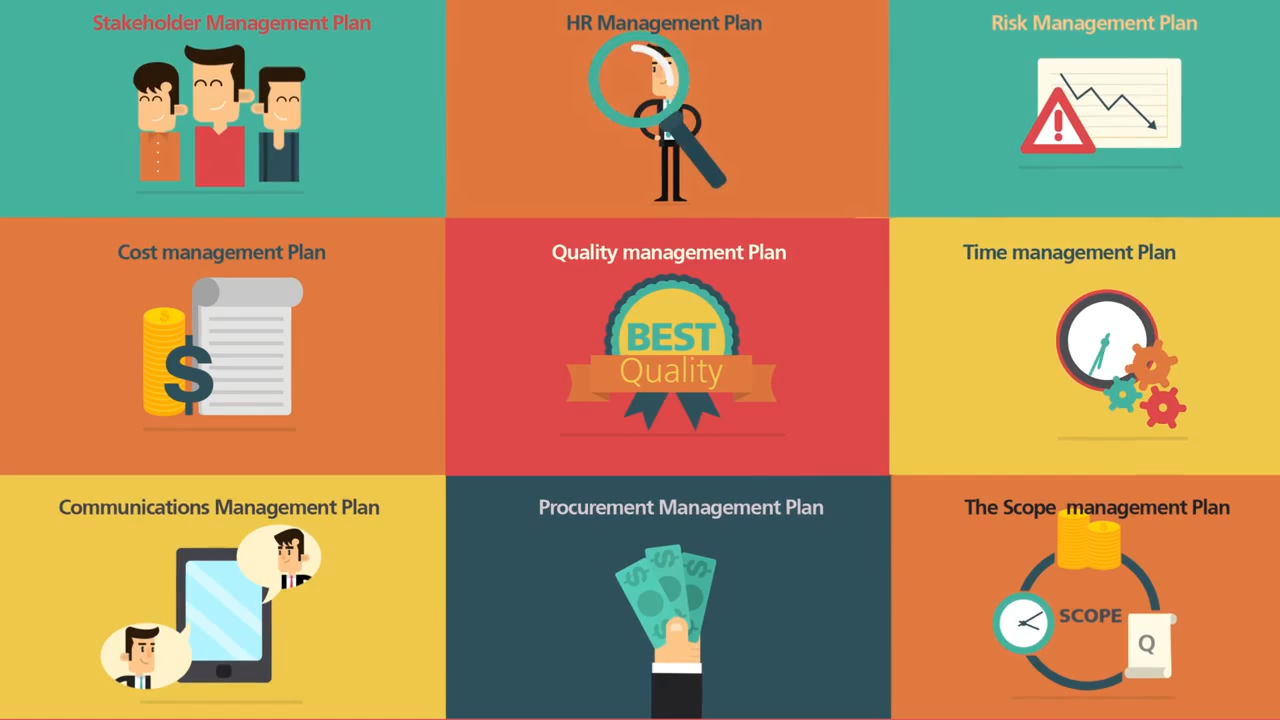 Stakeholder Management Plan
HR Management Plan
Risk Management Plan
!
Cost management Plan
$
$
Quality management Plan
BEST
Quality
Time management Plan
Communications Management Plan
Procurement Management Plan
$ $ $
The Scope management Plan
SCOPE
Q